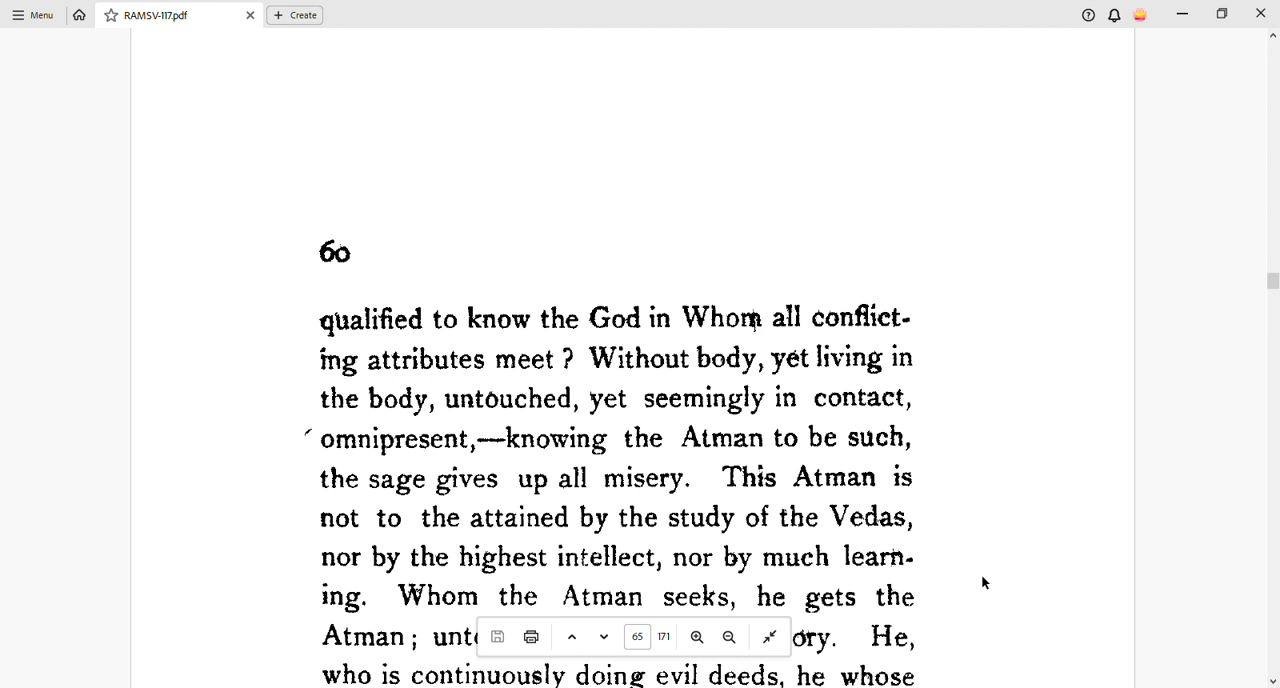 Menu
RAMSV-117.pdf
Create
60
qualified to know the God in Whom all conflict-
ing attributes meet ? Without body, yet living in
the body, untouched, yet seemingly in contact,
omnipresent,—knowing the Atman to be such,
the sage gives up all misery. This Atman is
not to the attained by the study of the Vedas,
nor by the highest intellect, nor by much learn-
ing. Whom the Atman seeks, he gets the
Atman ; He,
65 171
who is continuously doing evil deeds, he whose